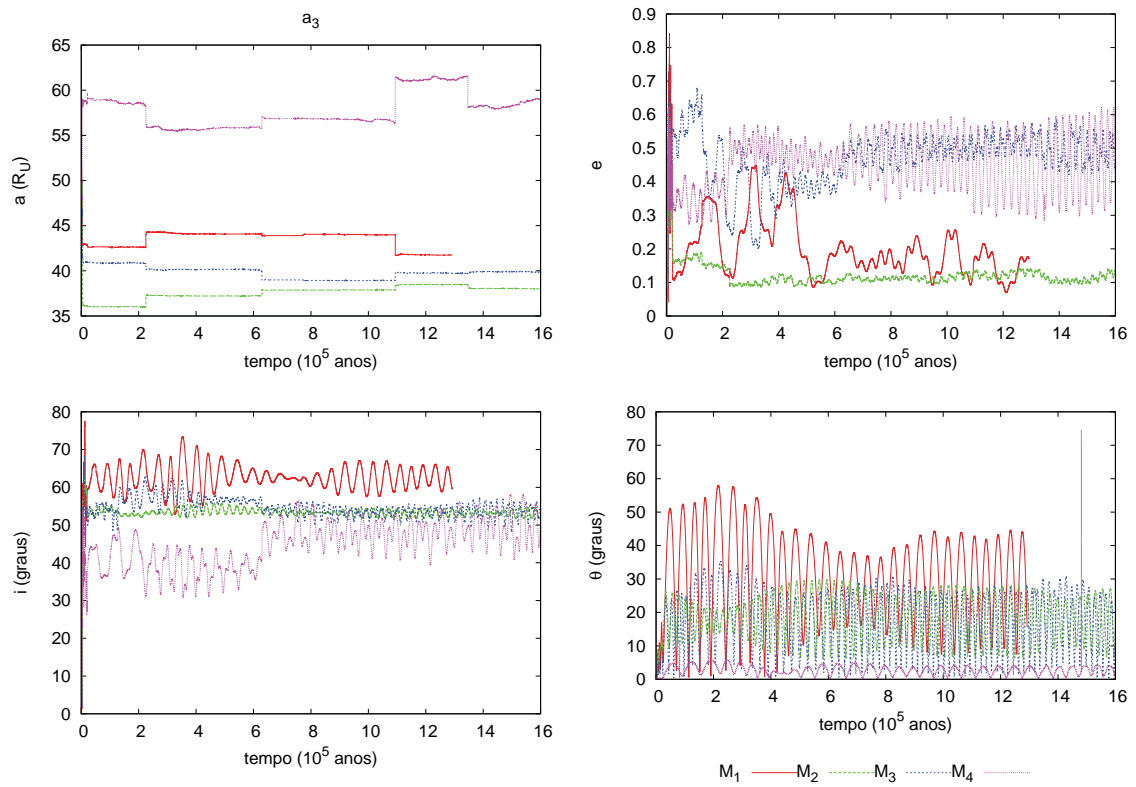 a3
65
60
55
50
45
40
35
a (RU)
0 2 4 6 8 10 12 14 16
tempo (10^5 anos)
0.9
0.8
0.7
0.6
0.5
0.4
0.3
0.2
0.1
0
e
0 2 4 6 8 10 12 14 16
tempo (10^5 anos)
80
70
60
50
40
30
20
10
0
i (graus)
0 2 4 6 8 10 12 14 16
tempo (10^5 anos)
80
70
60
50
40
30
20
10
0
θ (graus)
0 2 4 6 8 10 12 14 16
tempo (10^5 anos)
M1 M2 M3 M4